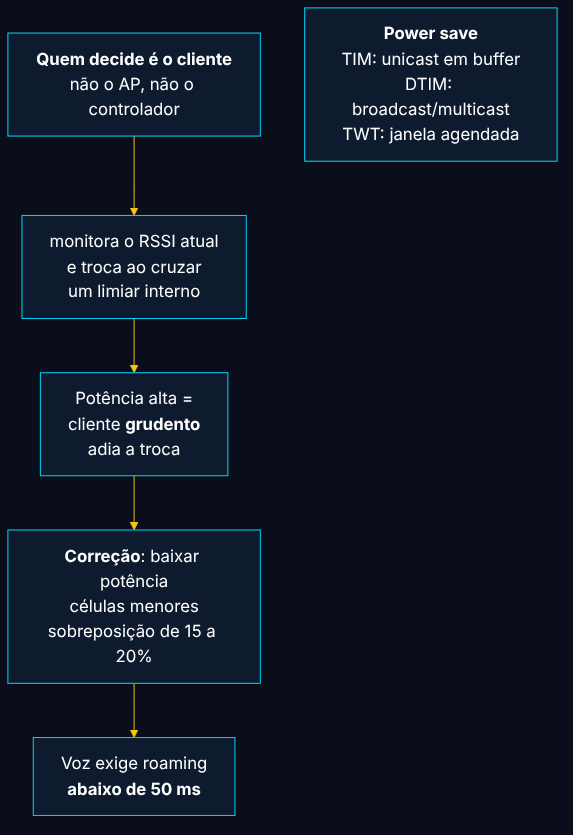 Quem decide é o cliente
não o AP, não o
controlador
Power save
TIM: unicast em buffer
DTIM:
broadcast/multicast
TWT: janela agendada
monitora o RSSI atual
e troca ao cruzar
um limiar interno
Potência alta =
cliente grudento
adia a troca
Correção: baixar
potência
células menores
sobreposição de 15 a
20%
Voz exige roaming
abaixo de 50 ms